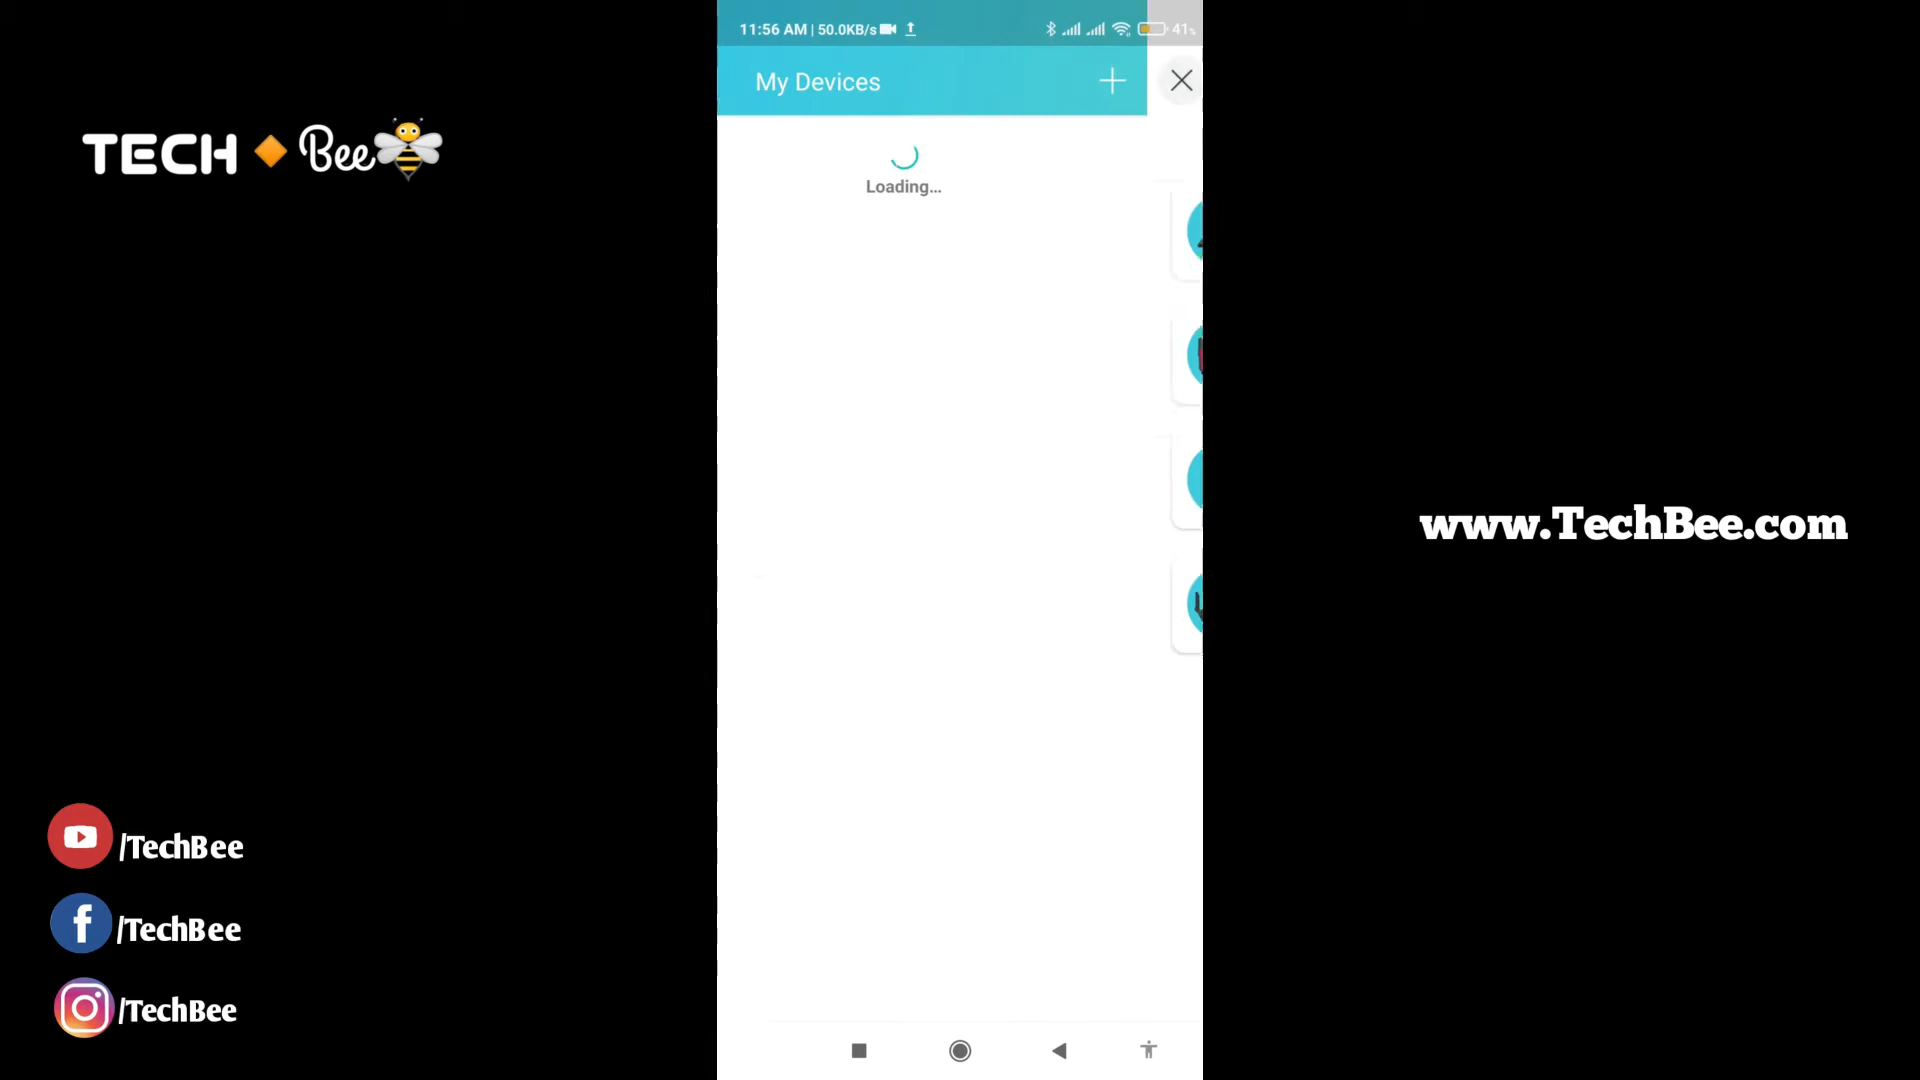 11:56 AM | 50.0KB/s
41%
My Devices
Loading...
TECH Bee
www.TechBee.com
/TechBee
/TechBee
/TechBee